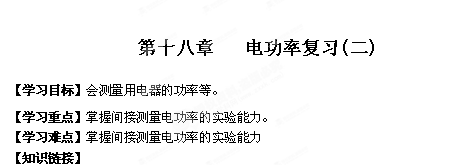 第十八章 电功率复习(二)
【学习目标】会测量用电器的功率等。
【学习重点】掌握间接测量电功率的实验能力。
【学习难点】掌握间接测量电功率的实验能力
【知识链接】